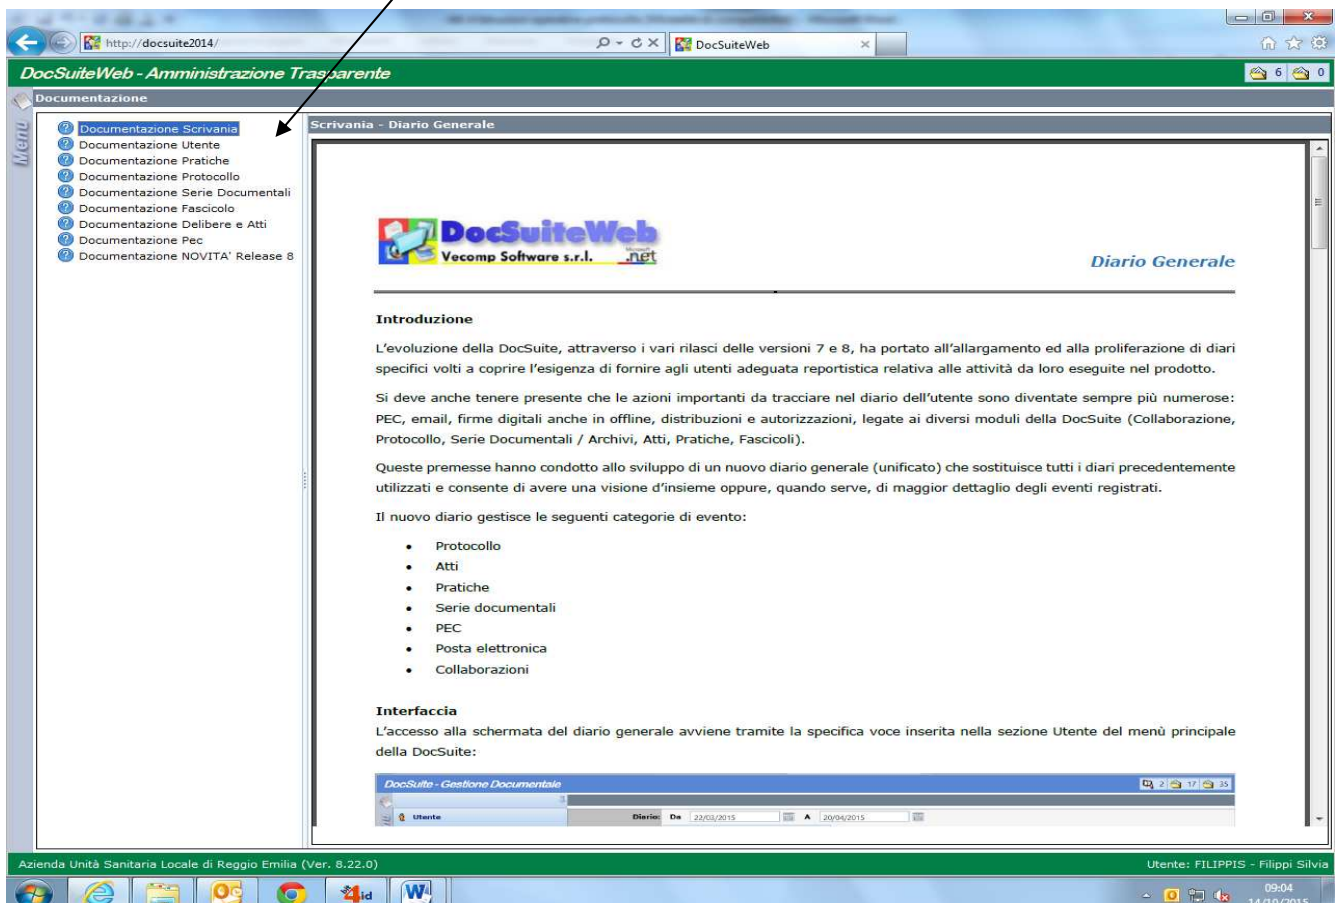 http://docsuite2014/
DocSuiteWeb
DocSuiteWeb - Amministrazione Trasparente
6 0
Documentazione
Menu
Documentazione Scrivania
Documentazione Utente
Documentazione Pratiche
Documentazione Protocollo
Documentazione Serie Documentali
Documentazione Fascicolo
Documentazione Delibere e Atti
Documentazione Pec
Documentazione NOVITA' Release 8
Scrivania - Diario Generale
DocSuiteWeb
Vecomp Software s.r.l. Microsoft .net
Diario Generale
Introduzione
L'evoluzione della DocSuite, attraverso i vari rilasci delle versioni 7 e 8, ha portato all'allargamento ed alla proliferazione di diari
specifici volti a coprire l'esigenza di fornire agli utenti adeguata reportistica relativa alle attività da loro eseguite nel prodotto.
Si deve anche tenere presente che le azioni importanti da tracciare nel diario dell'utente sono diventate sempre più numerose:
PEC, email, firme digitali anche in offline, distribuzioni e autorizzazioni, legate ai diversi moduli della DocSuite (Collaborazione,
Protocollo, Serie Documentali / Archivi, Atti, Pratiche, Fascicoli).
Queste premesse hanno condotto allo sviluppo di un nuovo diario generale (unificato) che sostituisce tutti i diari precedentemente
utilizzati e consente di avere una visione d'insieme oppure, quando serve, di maggior dettaglio degli eventi registrati.
Il nuovo diario gestisce le seguenti categorie di evento:
• Protocollo
• Atti
• Pratiche
• Serie documentali
• PEC
• Posta elettronica
• Collaborazioni
Interfaccia
L'accesso alla schermata del diario generale avviene tramite la specifica voce inserita nella sezione Utente del menù principale
della DocSuite:
DocSuite - Gestione Documentale
2 17 35
Utente Diario: Da 22/03/2015 A 20/04/2015
Azienda Unità Sanitaria Locale di Reggio Emilia (Ver. 8.22.0)
Utente: FILIPPIS - Filippi Silvia
4id
09:04
14/10/2015